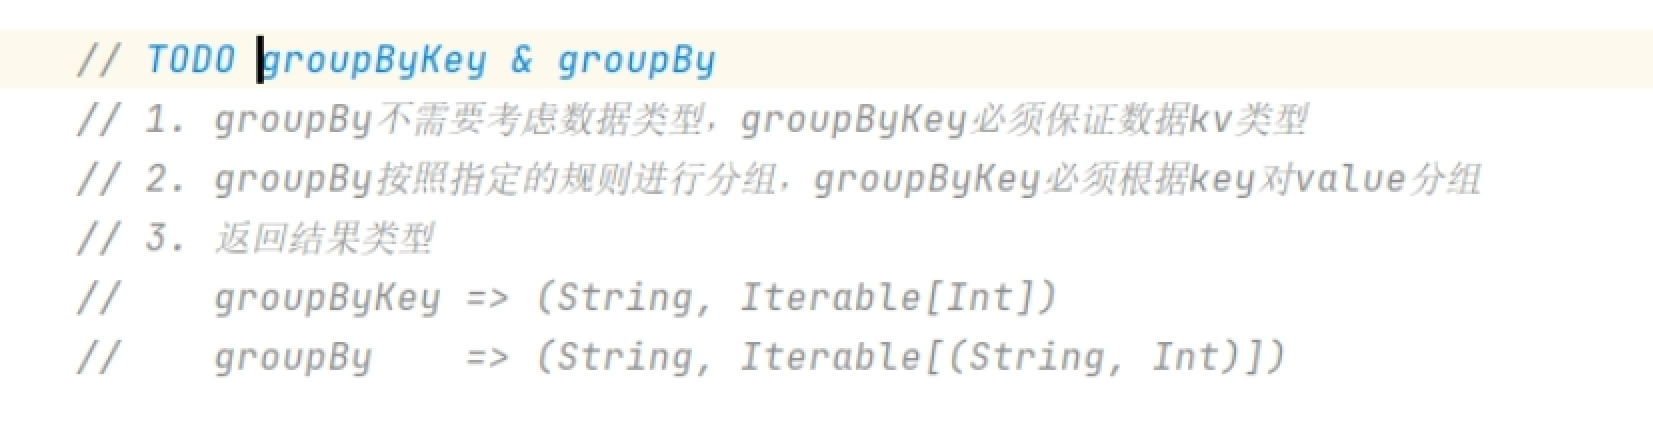 // TODO groupByKey & groupBy
// 1. groupBy不需要考虑数据类型，groupByKey必须保证数据kv类型
// 2. groupBy按照指定的规则进行分组，groupByKey必须根据key对value分组
// 3. 返回结果类型
//    groupByKey => (String, Iterable[Int])
//    groupBy    => (String, Iterable[(String, Int)])